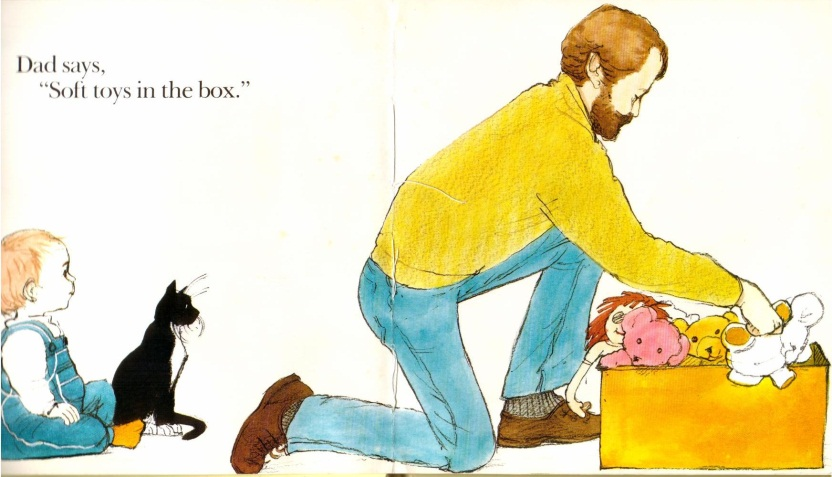 Dad says,
“Soft toys in the box.”